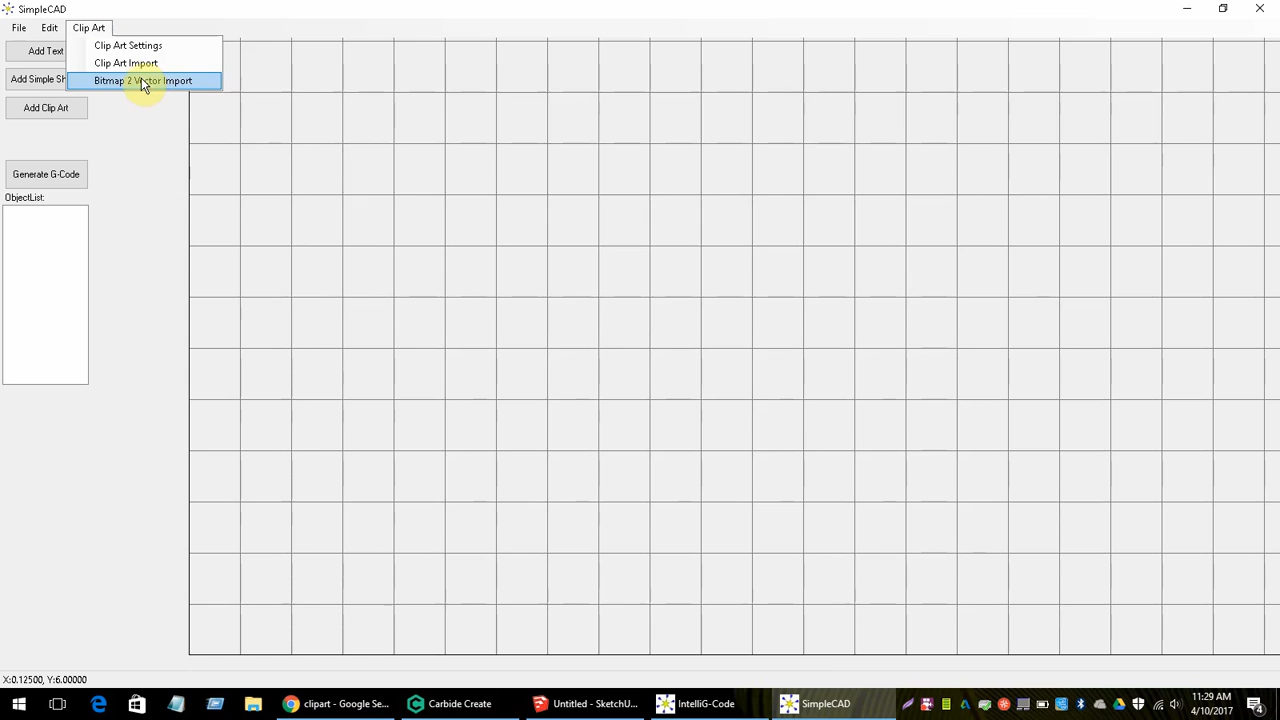 SimpleCAD
File Edit Clip Art
Clip Art Settings
Clip Art Import
Bitmap 2 Vector Import
Add Text
Add Simple Sh
Add Clip Art
Generate G-Code
ObjectList:
X:0.12500, Y:6.00000
clipart - Google Se...
Carbide Create
Untitled - SketchU...
IntelliG-Code
SimpleCAD
11:29 AM
4/10/2017
4